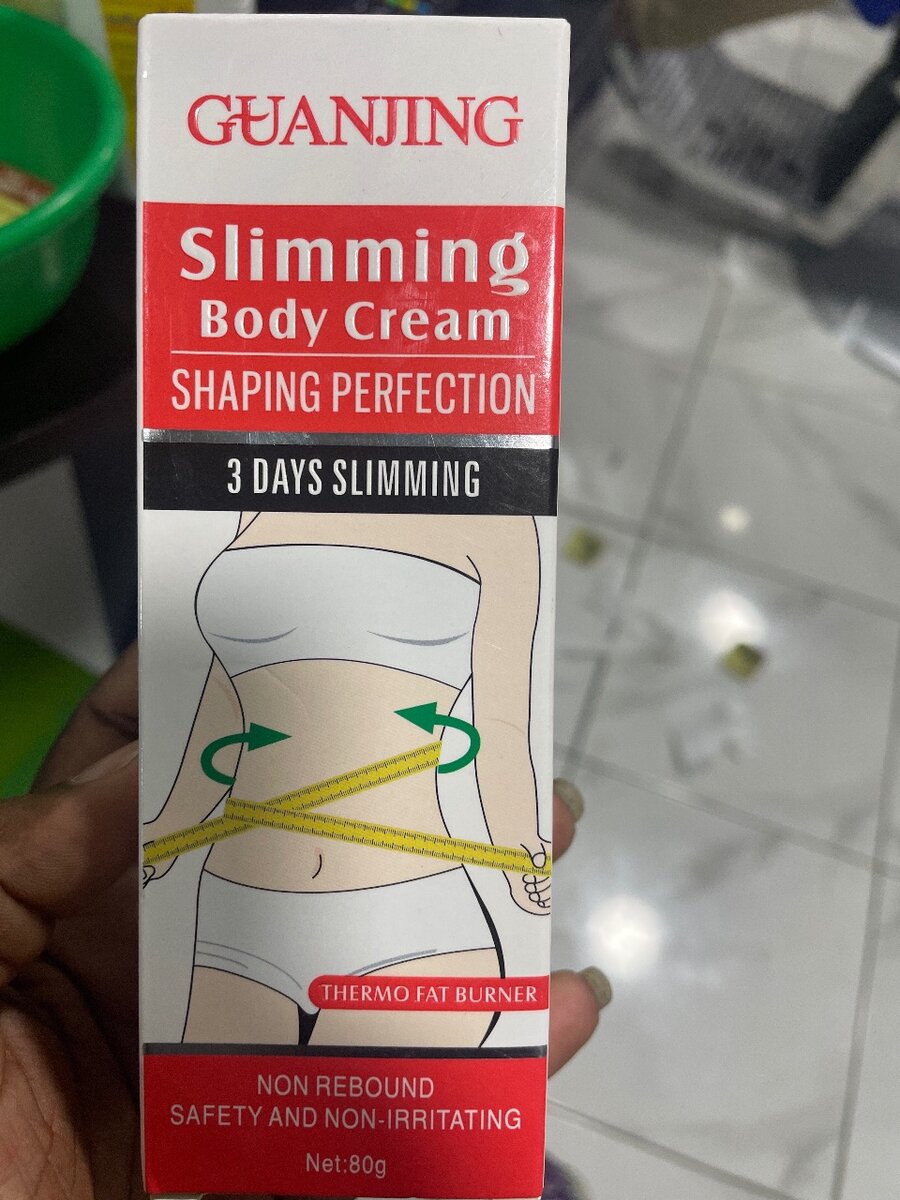 GUANJING
Slimming
Body Cream
SHAPING PERFECTION
3 DAYS SLIMMING
THERMO FAT BURNER
NON REBOUND
SAFETY AND NON-IRRITATING
Net:80g